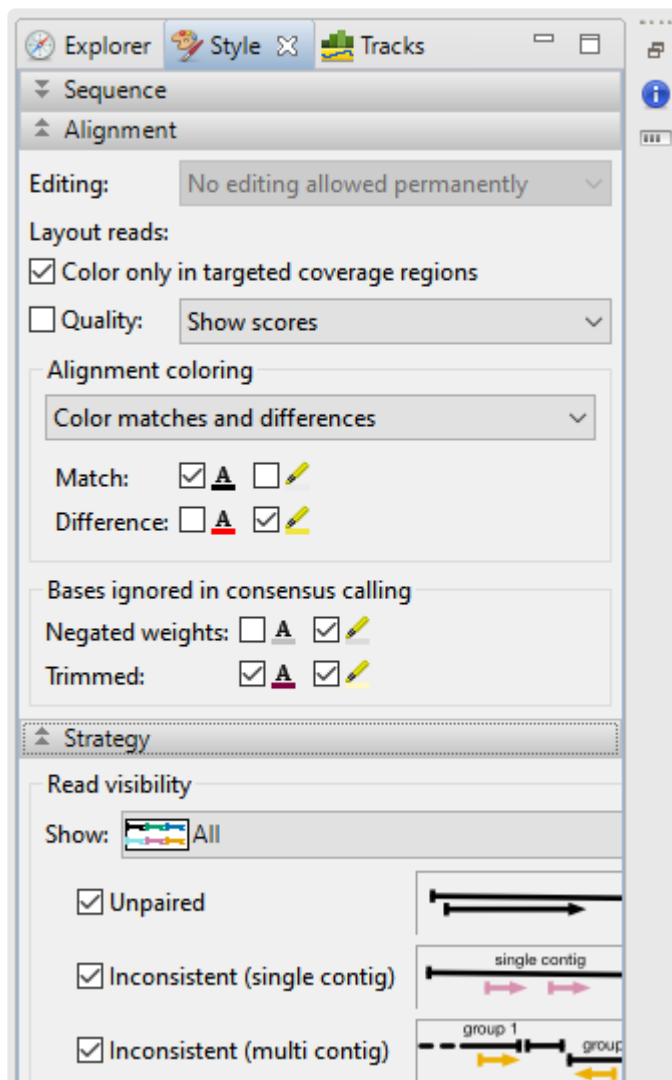 Explorer Style Tracks
Sequence
Alignment
Editing: No editing allowed permanently
Layout reads:
Color only in targeted coverage regions
Quality: Show scores
Alignment coloring
Color matches and differences
Match: A
Difference: A
Bases ignored in consensus calling
Negated weights: A
Trimmed: A
Strategy
Read visibility
Show: All
Unpaired
single contig
Inconsistent (single contig)
group 1
Inconsistent (multi contig) group